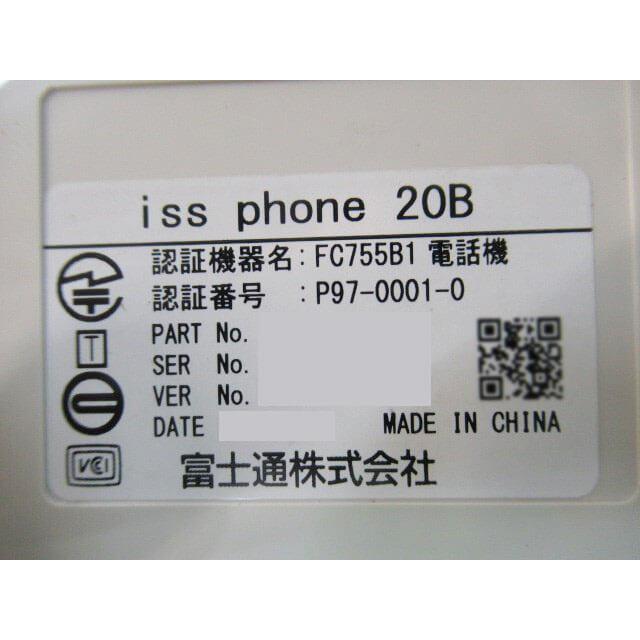 iss phone 20B
認証機器名:FC755B1 電話機
認証番号 :P97-0001-0
T
PART No.
SER No.
VER No.
DATE
MADE IN CHINA
VCCI
富士通株式会社